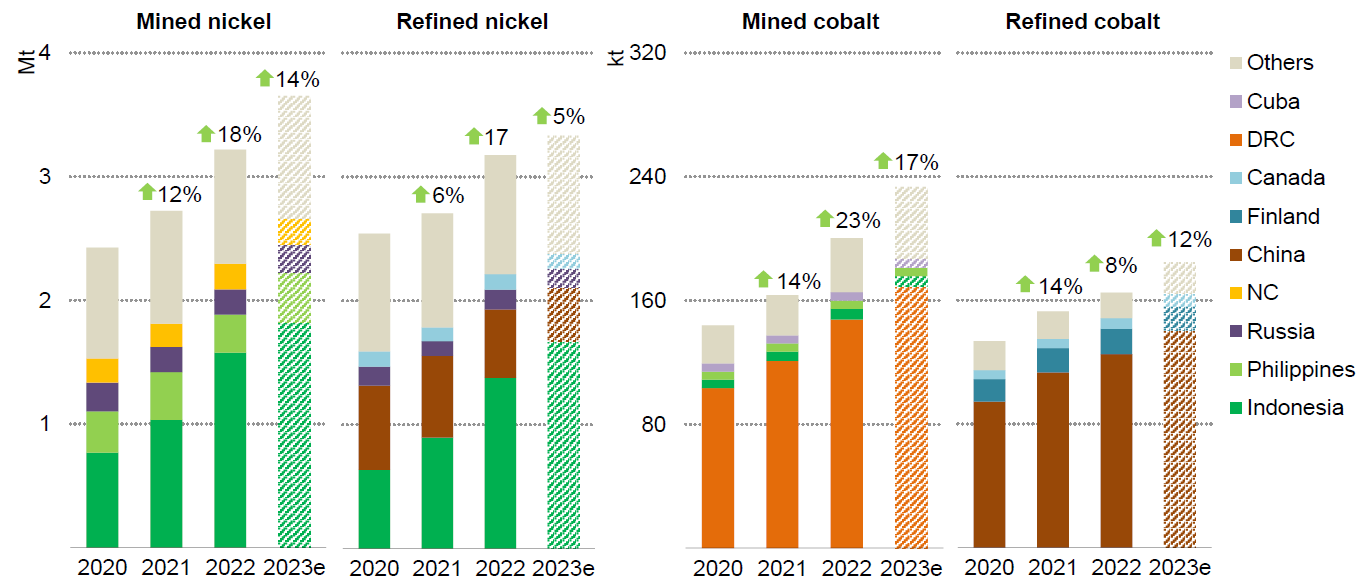 Mined nickel
Refined nickel
Mined cobalt
Refined cobalt
Mt
4
3
2
1
12%
18%
14%
6%
17
5%
2020 2021 2022 2023e
2020 2021 2022 2023e
kt
320
240
160
80
14%
23%
17%
14%
8%
12%
2020 2021 2022 2023e
2020 2021 2022 2023e
Others
Cuba
DRC
Canada
Finland
China
NC
Russia
Philippines
Indonesia